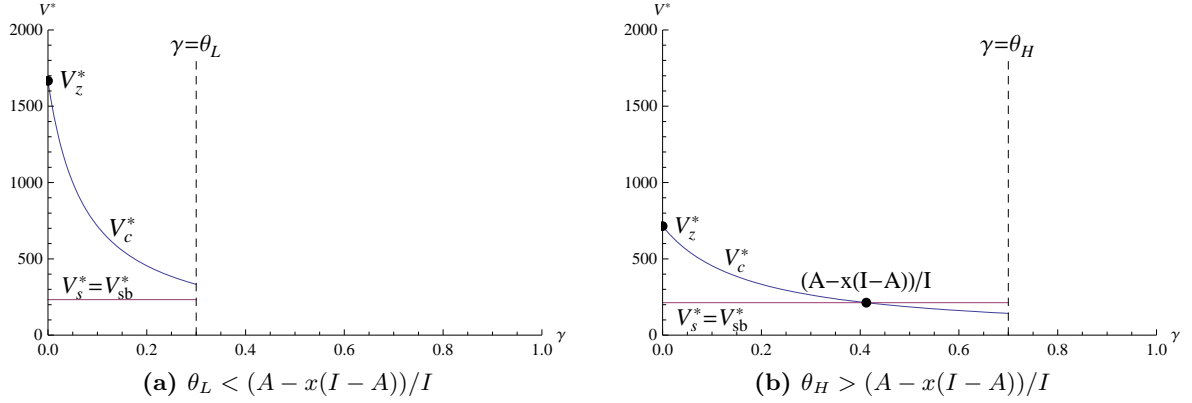 V*
2000
1500
1000
500
0
0.0 0.2 0.4 0.6 0.8 1.0
γ
γ=θ_L
V_z^*
V_c^*
V_s^*=V_sb^*
(a) θ_L < (A − x(I − A))/I
V*
2000
1500
1000
500
0
0.0 0.2 0.4 0.6 0.8 1.0
γ
γ=θ_H
V_z^*
V_c^*
(A−x(I−A))/I
V_s^*=V_sb^*
(b) θ_H > (A − x(I − A))/I